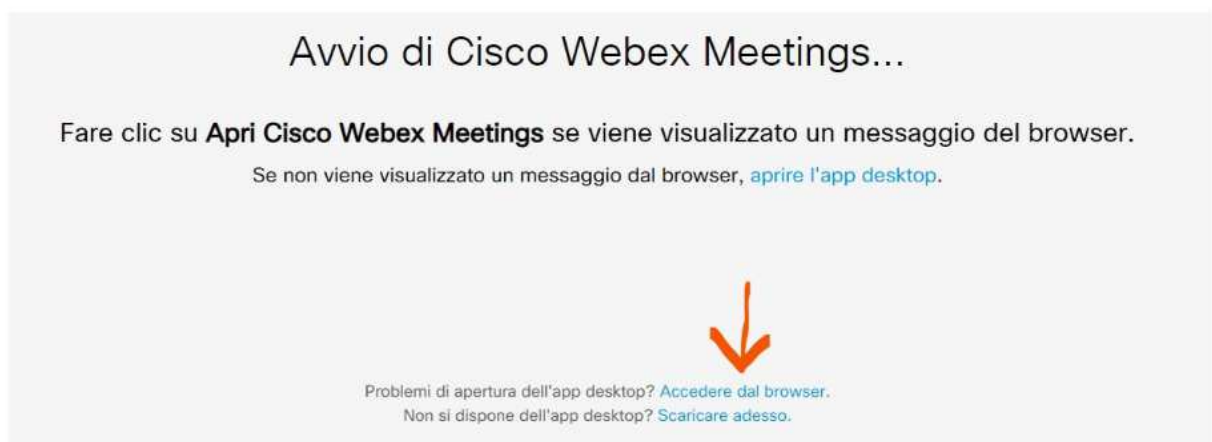 Avvio di Cisco Webex Meetings...
Fare clic su Apri Cisco Webex Meetings se viene visualizzato un messaggio del browser.
Se non viene visualizzato un messaggio dal browser, aprire l'app desktop.
Problemi di apertura dell'app desktop? Accedere dal browser.
Non si dispone dell'app desktop? Scaricare adesso.